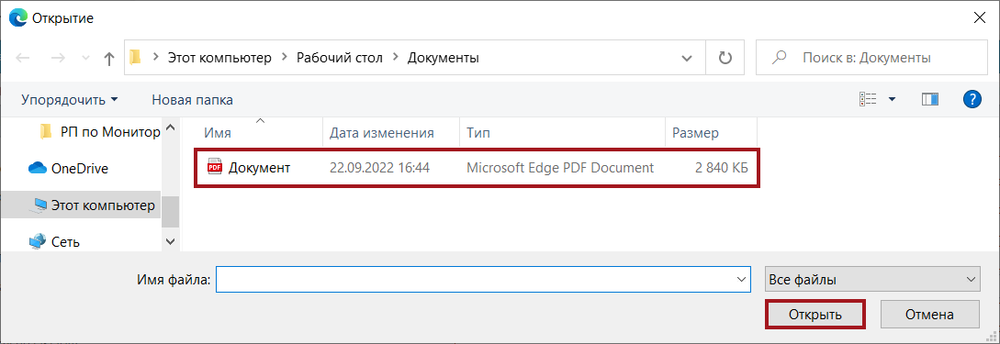 Открытие
Этот компьютер > Рабочий стол > Документы
Поиск в: Документы
Упорядочить
Новая папка
?
РП по Монитор
OneDrive
Этот компьютер
Сеть
Имя Дата изменения Тип Размер
PDF Документ 22.09.2022 16:44 Microsoft Edge PDF Document 2 840 КБ
Имя файла:
Все файлы
Открыть
Отмена